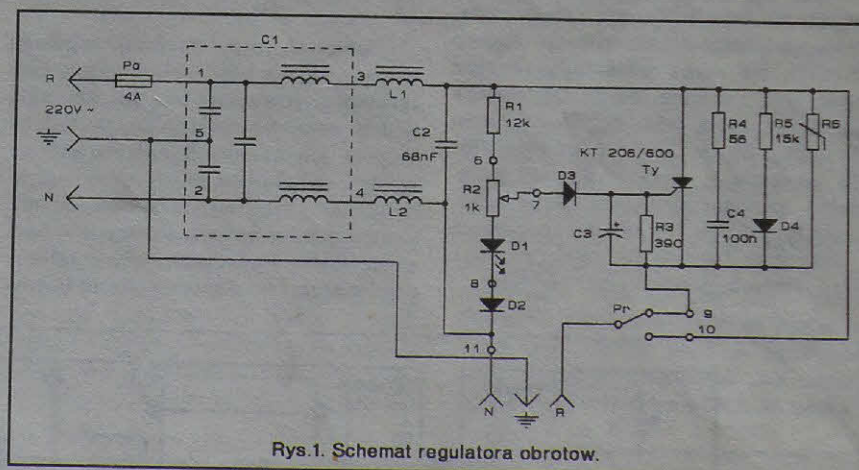 C1
R
Pa
4A
1
3
L1
220V ~
5
C2
68nF
R1
12k
6
R4
56
R5
15k
R6
KT 206/600
Ty
N
2
4
L2
R2
1k
7
D3
C3
+
R3
390
C4
100n
D4
D1
8
D2
Pr
9
10
11
N
R
Rys.1. Schemat regulatora obrotow.